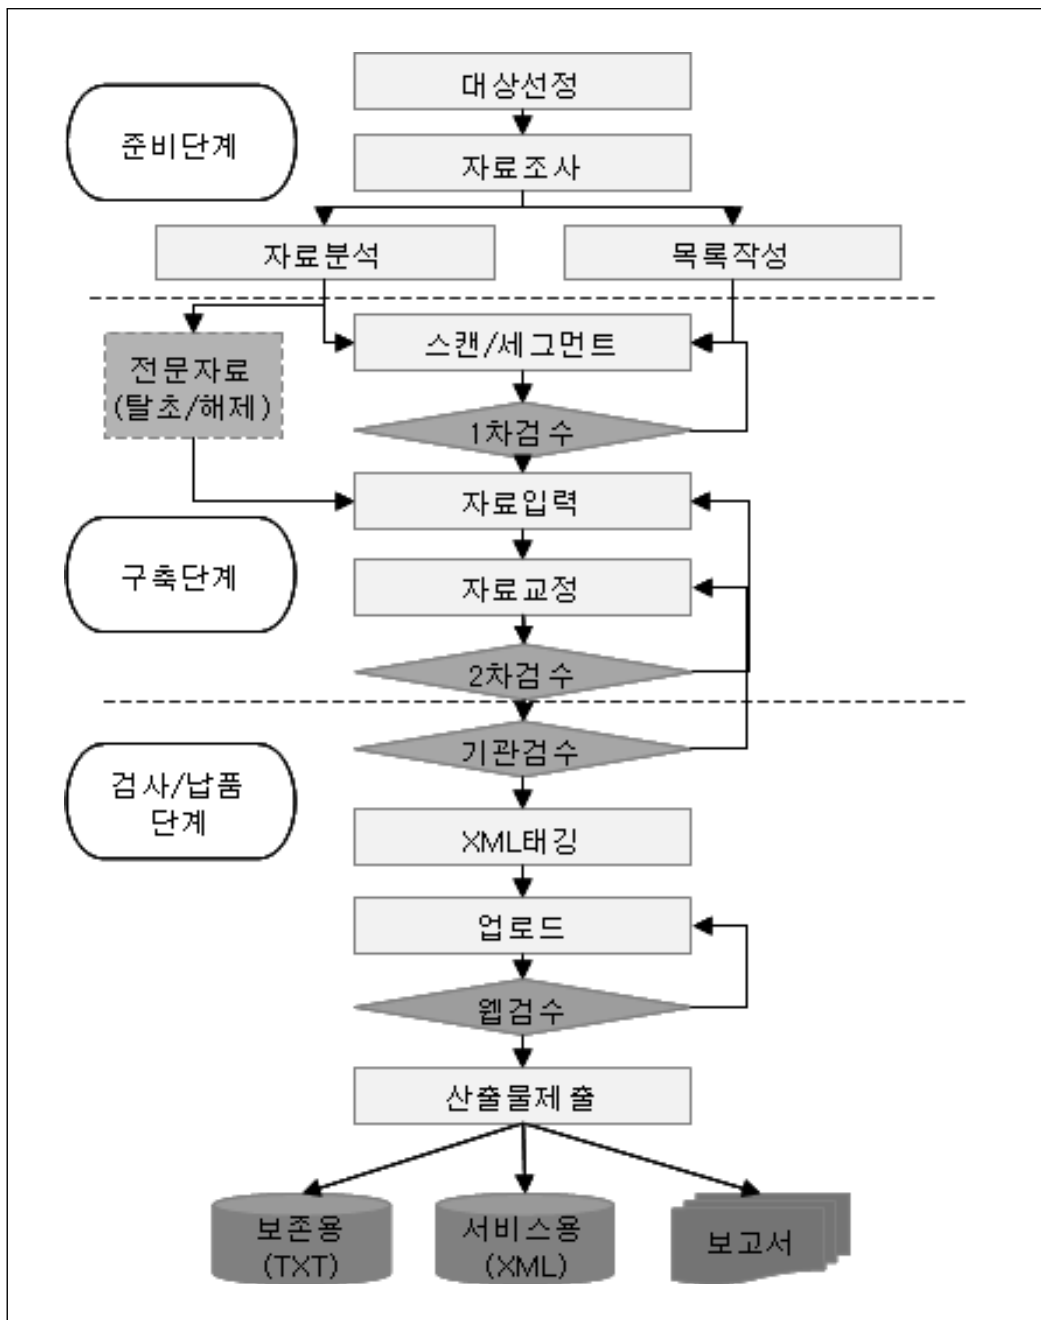 대상선정
준비단계
자료조사
자료분석
목록작성
스캔/세그먼트
전문자료
(탈초/해제)
1차검수
자료입력
구축단계
자료교정
2차검수
기관검수
검사/납품
단계
XML태깅
업로드
웹검수
산출물제출
보존용
(TXT)
서비스용
(XML)
보고서